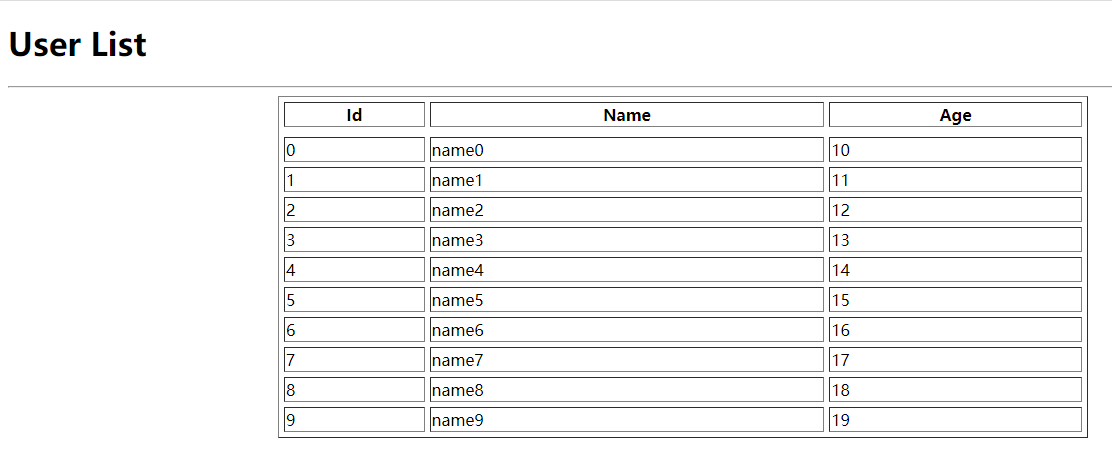 User List
Id Name Age
0 name0 10
1 name1 11
2 name2 12
3 name3 13
4 name4 14
5 name5 15
6 name6 16
7 name7 17
8 name8 18
9 name9 19